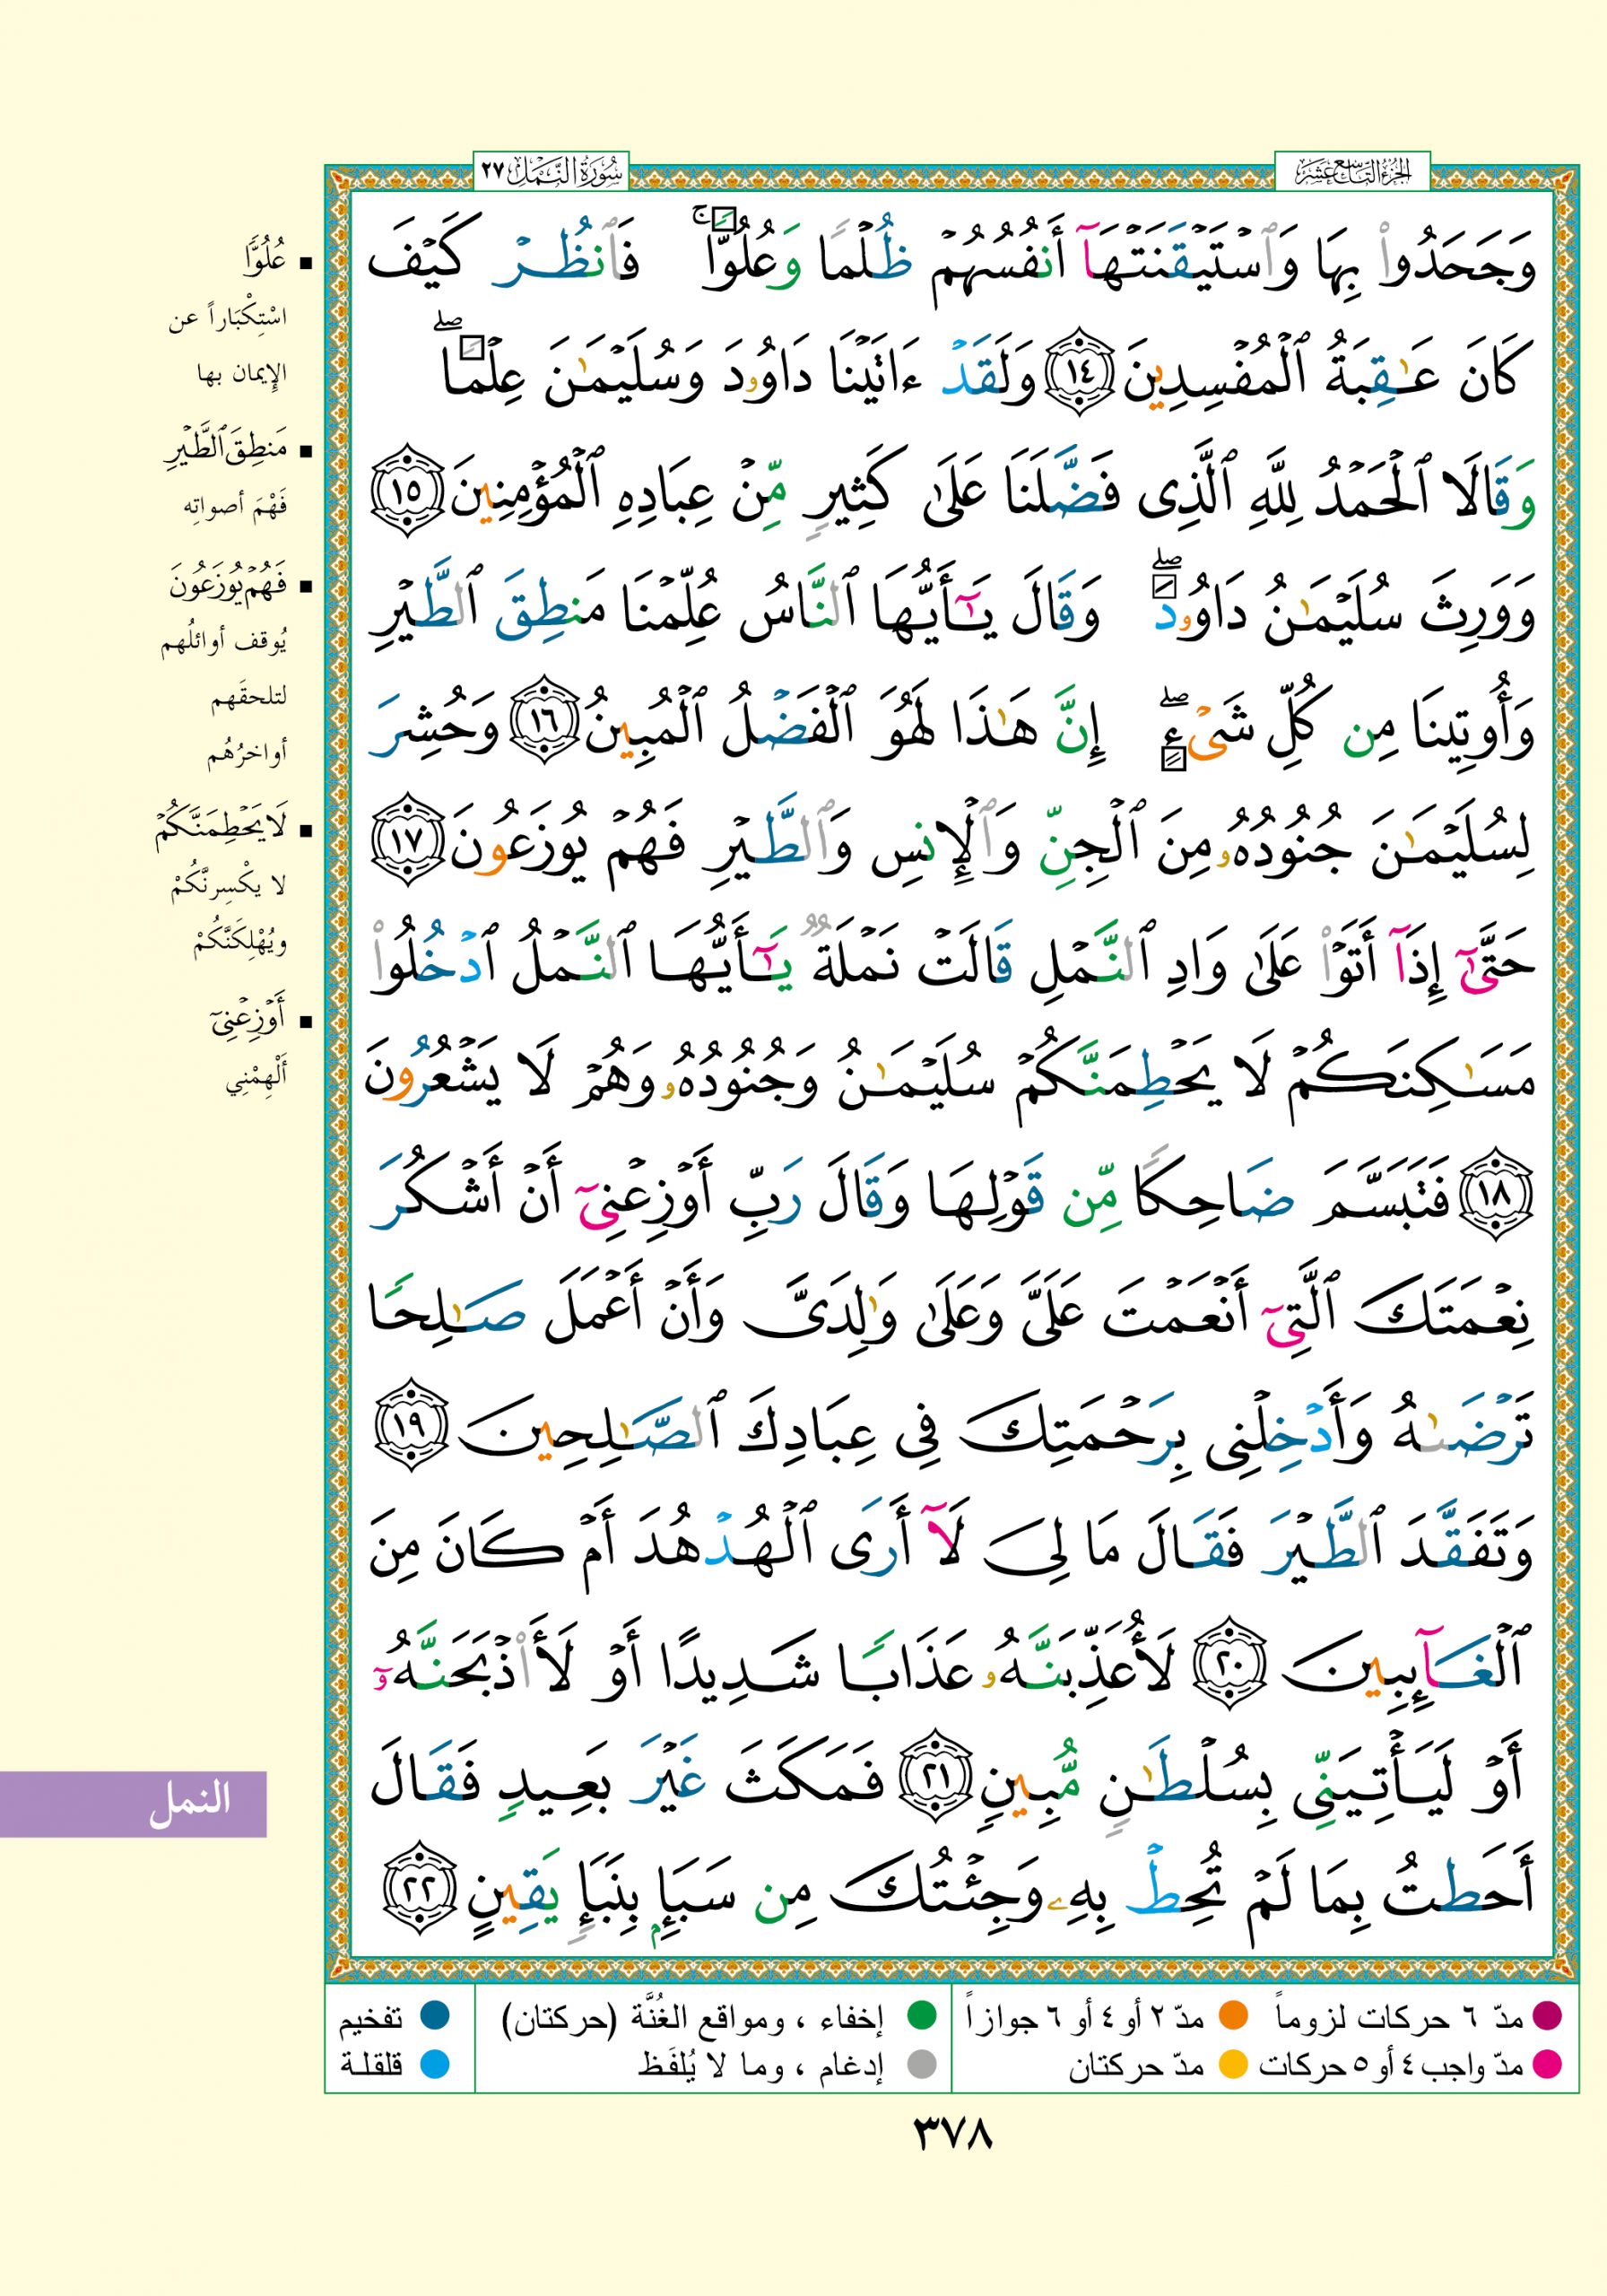 الجزء التاسع عشر
سورة النمل ٢٧
وَجَحَدُوا۟ بِهَا وَٱسْتَيْقَنَتْهَآ أَنفُسُهُمْ ظُلْمًا وَعُلُوًّا ۚ فَٱنظُرْ كَيْفَ
كَانَ عَـٰقِبَةُ ٱلْمُفْسِدِينَ ١٤ وَلَقَدْ ءَاتَيْنَا دَاوُۥدَ وَسُلَيْمَـٰنَ عِلْمًا ۖ
وَقَالَا ٱلْحَمْدُ لِلَّهِ ٱلَّذِى فَضَّلَنَا عَلَىٰ كَثِيرٍ مِّنْ عِبَادِهِ ٱلْمُؤْمِنِينَ ١٥
وَوَرِثَ سُلَيْمَـٰنُ دَاوُۥدَ ۖ وَقَالَ يَـٰٓأَيُّهَا ٱلنَّاسُ عُلِّمْنَا مَنطِقَ ٱلطَّيْرِ
وَأُوتِينَا مِن كُلِّ شَىْءٍ ۖ إِنَّ هَـٰذَا لَهُوَ ٱلْفَضْلُ ٱلْمُبِينُ ١٦ وَحُشِرَ
لِسُلَيْمَـٰنَ جُنُودُهُۥ مِنَ ٱلْجِنِّ وَٱلْإِنسِ وَٱلطَّيْرِ فَهُمْ يُوزَعُونَ ١٧
حَتَّىٰٓ إِذَآ أَتَوْا۟ عَلَىٰ وَادِ ٱلنَّمْلِ قَالَتْ نَمْلَةٌ يَـٰٓأَيُّهَا ٱلنَّمْلُ ٱدْخُلُوا۟
مَسَـٰكِنَكُمْ لَا يَحْطِمَنَّكُمْ سُلَيْمَـٰنُ وَجُنُودُهُۥ وَهُمْ لَا يَشْعُرُونَ
١٨ فَتَبَسَّمَ ضَاحِكًا مِّن قَوْلِهَا وَقَالَ رَبِّ أَوْزِعْنِىٓ أَنْ أَشْكُرَ
نِعْمَتَكَ ٱلَّتِىٓ أَنْعَمْتَ عَلَىَّ وَعَلَىٰ وَٰلِدَىَّ وَأَنْ أَعْمَلَ صَـٰلِحًا
تَرْضَىٰهُ وَأَدْخِلْنِى بِرَحْمَتِكَ فِى عِبَادِكَ ٱلصَّـٰلِحِينَ ١٩
وَتَفَقَّدَ ٱلطَّيْرَ فَقَالَ مَا لِىَ لَآ أَرَى ٱلْهُدْهُدَ أَمْ كَانَ مِنَ
ٱلْغَآئِبِينَ ٢٠ لَأُعَذِّبَنَّهُۥ عَذَابًا شَدِيدًا أَوْ لَأَا۟ذْبَحَنَّهُۥٓ
أَوْ لَيَأْتِيَنِّى بِسُلْطَـٰنٍ مُّبِينٍ ٢١ فَمَكَثَ غَيْرَ بَعِيدٍ فَقَالَ
أَحَطتُ بِمَا لَمْ تُحِطْ بِهِۦ وَجِئْتُكَ مِن سَبَإٍۭ بِنَبَإٍ يَقِينٍ ٢٢
▪ عُلُوًّا
اسْتِكْبَاراً عن
الإيمان بها
▪ مَنطِقَ ٱلطَّيْرِ
فَهْمَ أصواتِه
▪ فَهُمْ يُوزَعُونَ
يُوقف أوائلُهم
لتلحقَهم
أواخرُهُم
▪ لَا يَحْطِمَنَّكُمْ
لا يكْسِرنَّكُمْ
ويُهْلِكَنَّكُمْ
▪ أَوْزِعْنِىٓ
أَلْهِمْنِي
النمل
مدّ ٦ حركات لزوماً مدّ ٢ أو ٤ أو ٦ جوازاً إخفاء ، ومواقع الغُنَّة (حركتان) تفخيم
مدّ واجب ٤ أو ٥ حركات مدّ حركتان إدغام ، وما لا يُلفَظ قلقلة
٣٧٨